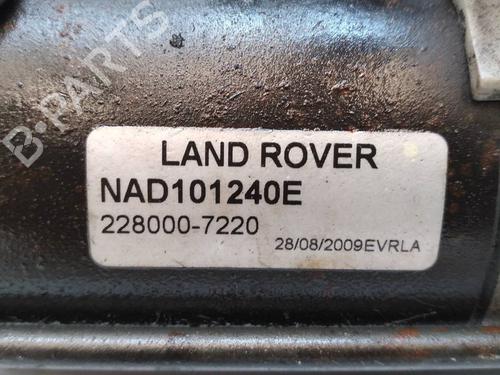 B-PARTS
LAND ROVER
NAD101240E
228000-7220
28/08/2009EVRLA